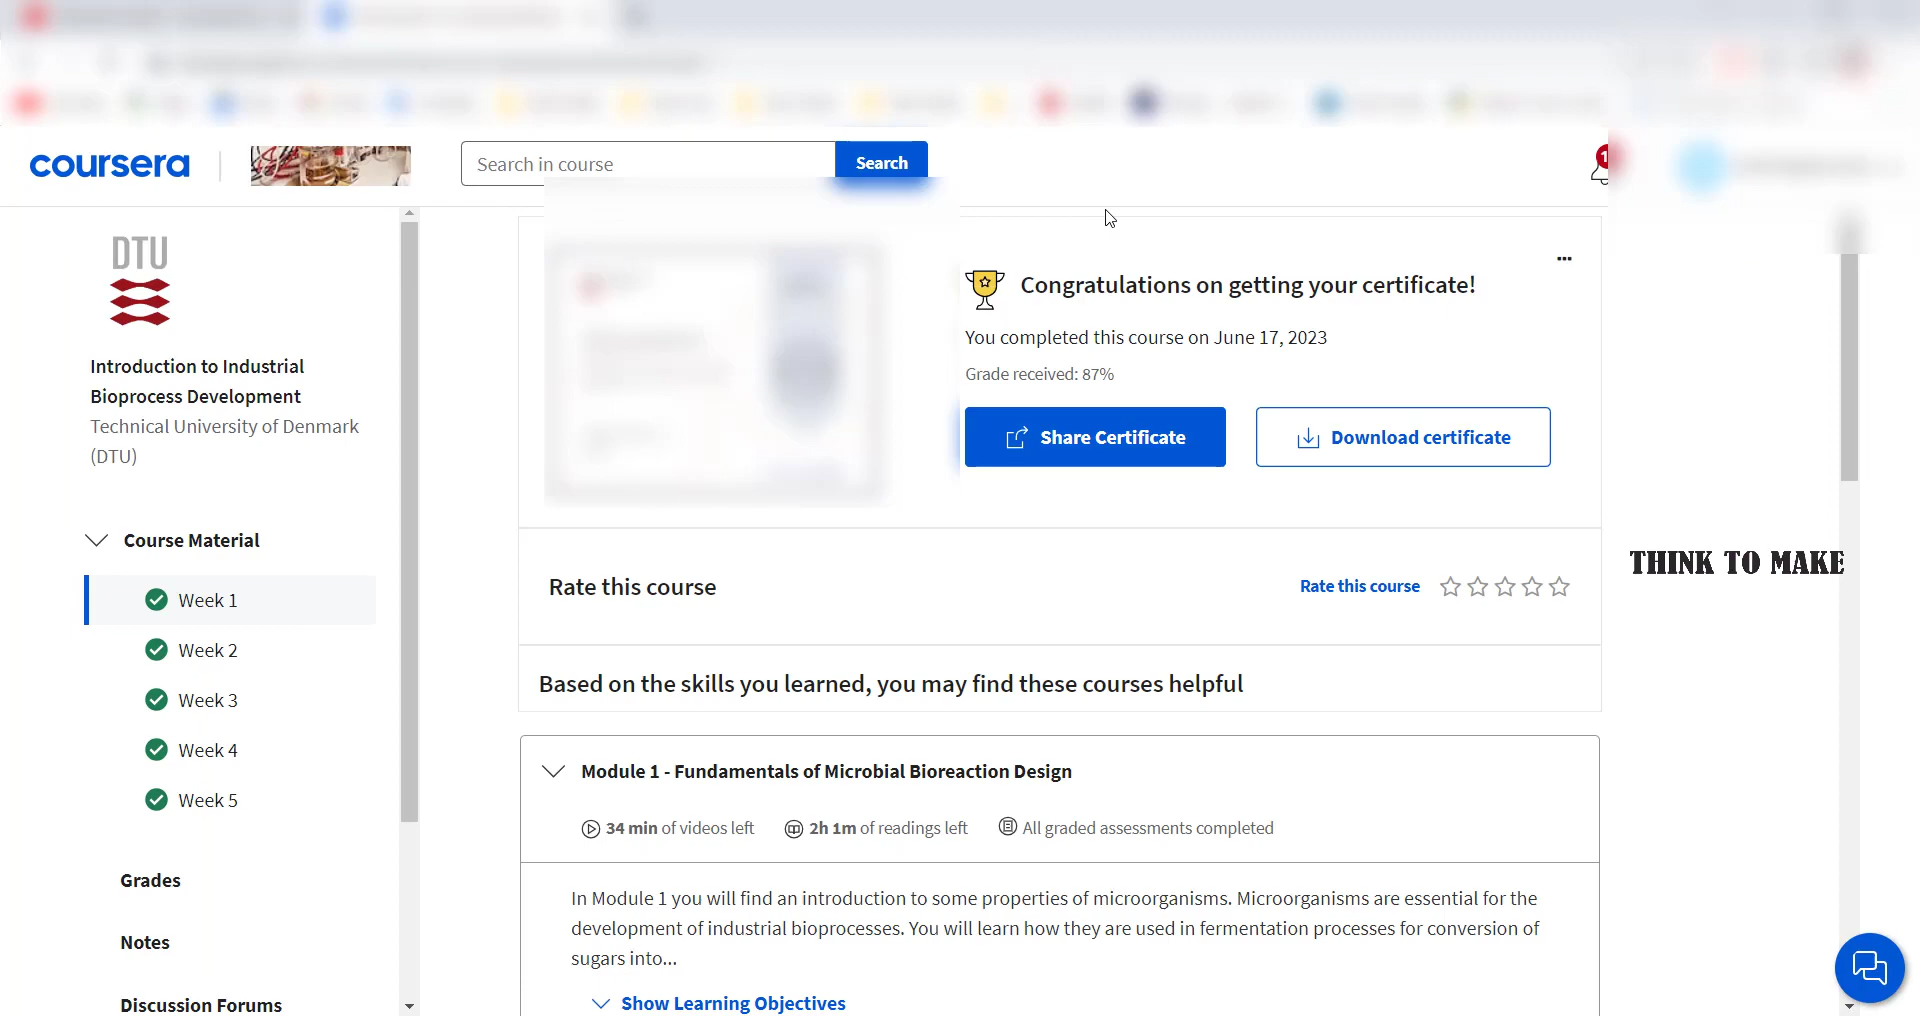 coursera
Search in course
Search
1
DTU
Introduction to Industrial
Bioprocess Development
Technical University of Denmark
(DTU)
Course Material
Week 1
Week 2
Week 3
Week 4
Week 5
Grades
Notes
Discussion Forums
Congratulations on getting your certificate!
You completed this course on June 17, 2023
Grade received: 87%
Share Certificate
Download certificate
Rate this course
Rate this course
Based on the skills you learned, you may find these courses helpful
Module 1 - Fundamentals of Microbial Bioreaction Design
34 min of videos left
2h 1m of readings left
All graded assessments completed
In Module 1 you will find an introduction to some properties of microorganisms. Microorganisms are essential for the
development of industrial bioprocesses. You will learn how they are used in fermentation processes for conversion of
sugars into...
Show Learning Objectives
THINK TO MAKE